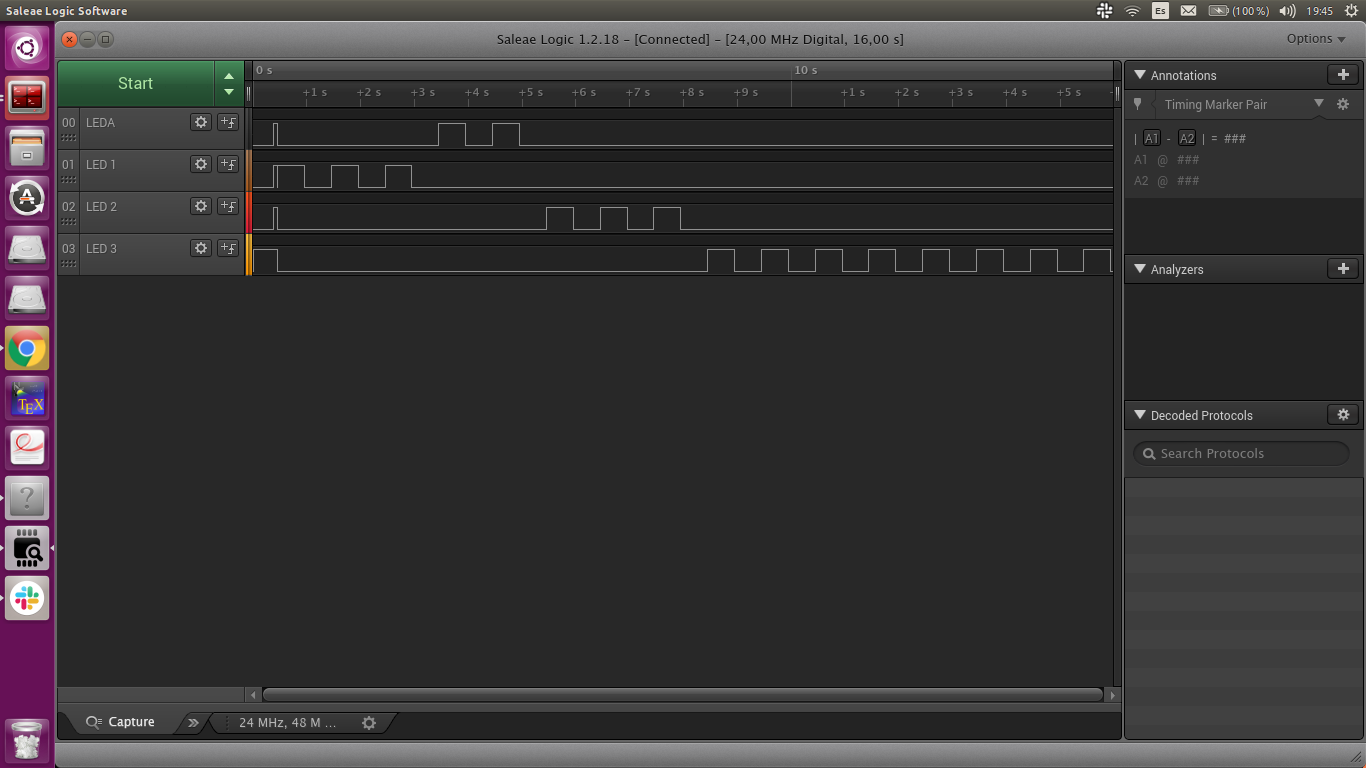 Saleae Logic Software
Es
(100%)
19:45
Saleae Logic 1.2.18 – [Connected] – [24,00 MHz Digital, 16,00 s]
Options
Start
0 s
10 s
+1 s
+2 s
+3 s
+4 s
+5 s
+6 s
+7 s
+8 s
+9 s
+1 s
+2 s
+3 s
+4 s
+5 s
00 LEDA
01 LED 1
02 LED 2
03 LED 3
Annotations
Timing Marker Pair
| A1 - A2 | = ###
A1 @ ###
A2 @ ###
Analyzers
Decoded Protocols
Search Protocols
TEX
Capture
24 MHz, 48 M ...